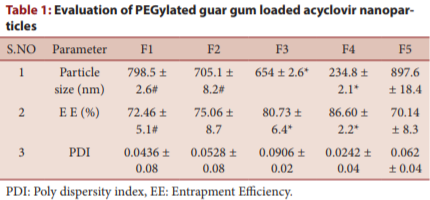 Table 1: Evaluation of PEGylated guar gum loaded acyclovir nanopar-
ticles
S.NO Parameter F1 F2 F3 F4 F5
1 Particle 798.5 ± 705.1 ± 654 ± 2.6* 234.8 ± 897.6
size (nm) 2.6# 8.2# 2.1* ± 18.4
2 E E (%) 72.46 ± 75.06 ± 80.73 ± 86.60 ± 70.14
5.1# 8.7 6.4* 2.2* ± 8.3
3 PDI 0.0436 ± 0.0528 ± 0.0906 ± 0.0242 ± 0.062
0.08 0.08 0.02 0.04 ± 0.04
PDI: Poly dispersity index, EE: Entrapment Efficiency.